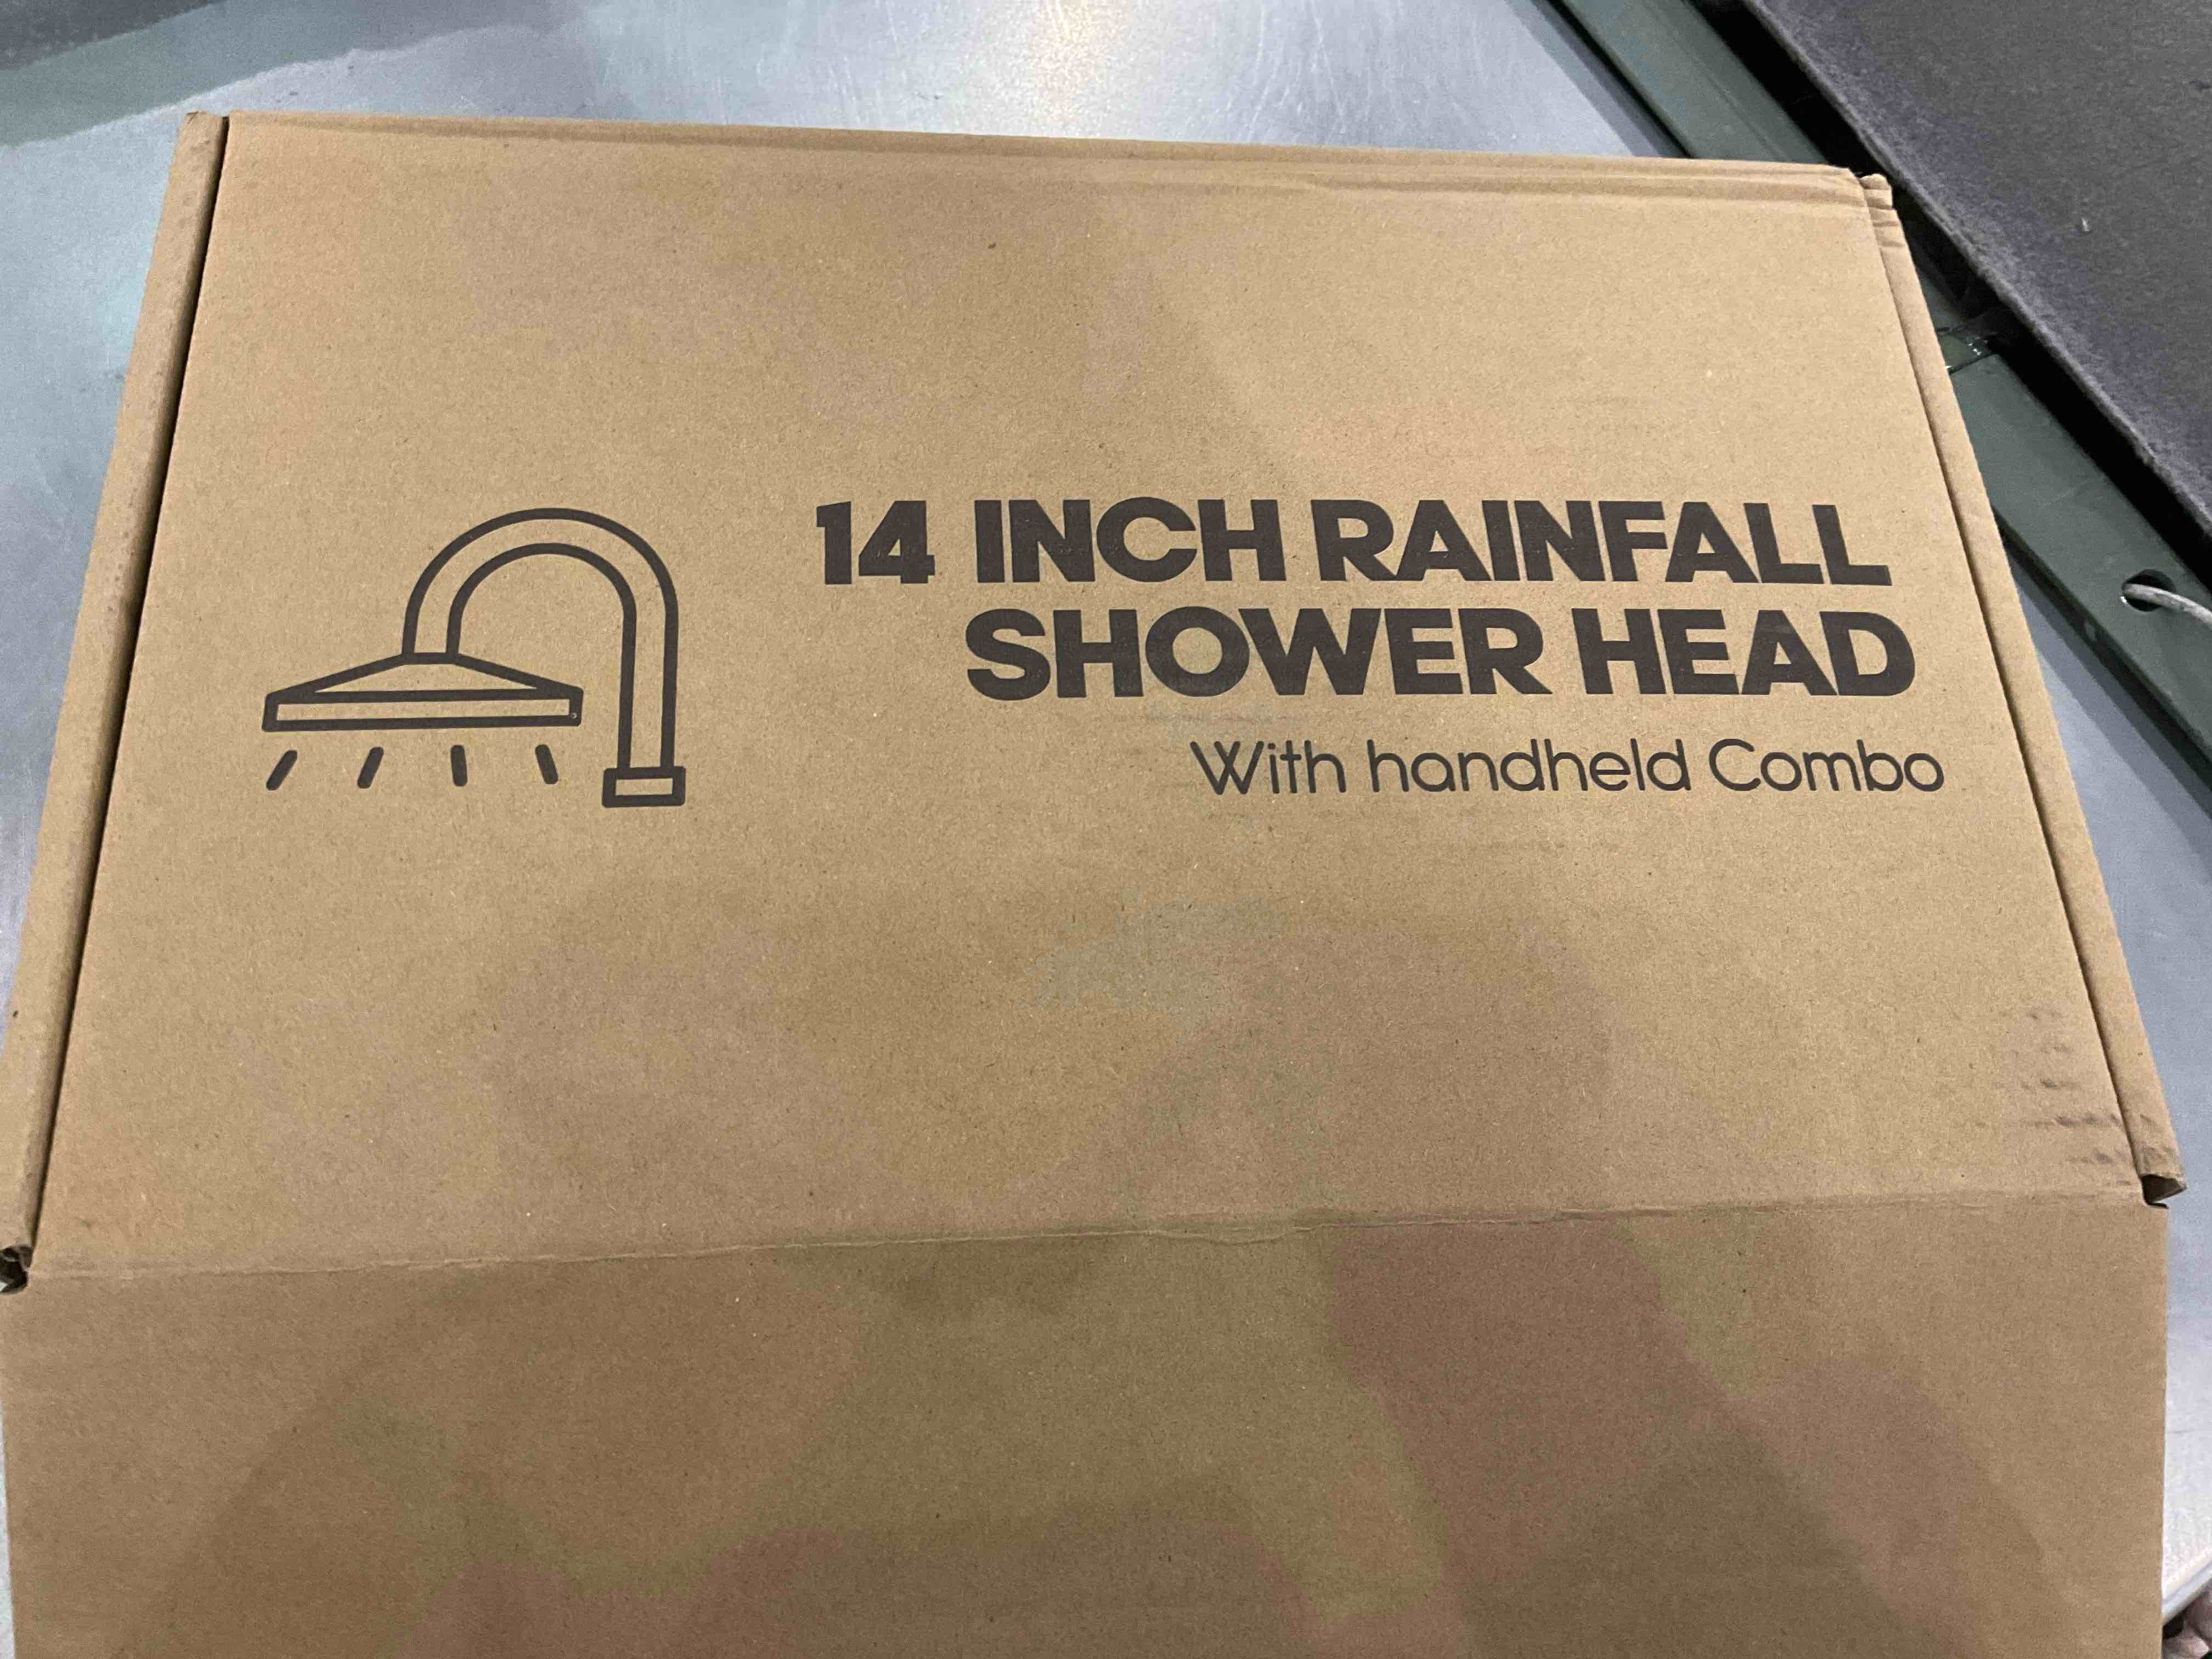 14 INCH RAINFALL
SHOWER HEAD
With handheld Combo